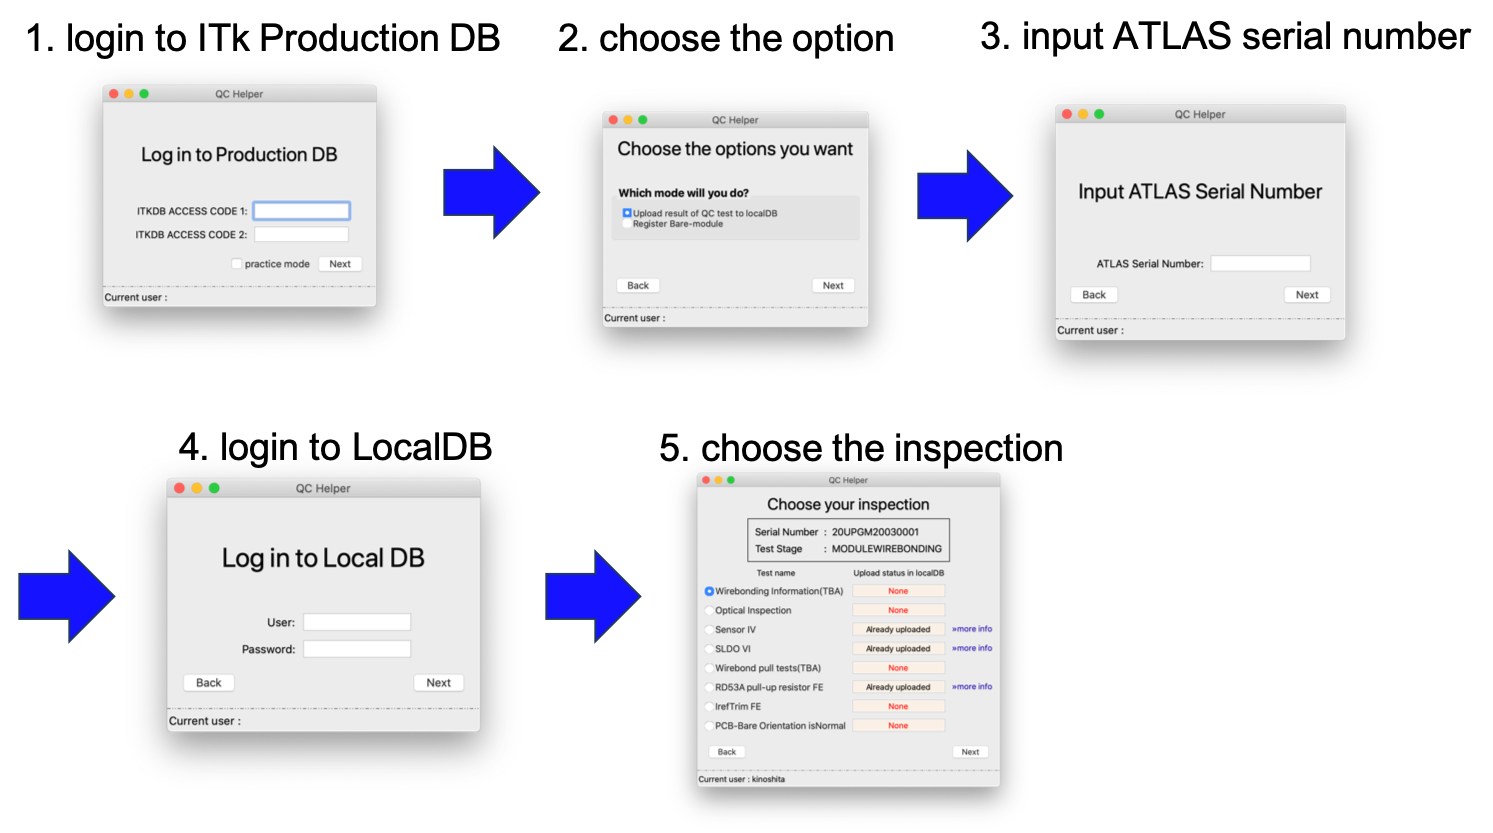 1. login to ITk Production DB
2. choose the option
3. input ATLAS serial number
QC Helper
Log in to Production DB
ITKDB ACCESS CODE 1:
ITKDB ACCESS CODE 2:
practice mode
Next
Current user :
QC Helper
Choose the options you want
Which mode will you do?
Upload result of QC test to localDB
Register Bare-module
Back
Next
Current user :
QC Helper
Input ATLAS Serial Number
ATLAS Serial Number:
Back
Next
Current user :
4. login to LocalDB
5. choose the inspection
QC Helper
Log in to Local DB
User:
Password:
Back
Next
Current user :
QC Helper
Choose your inspection
Serial Number : 20UPGM20030001
Test Stage : MODULEWIREBONDING
Test name Upload status in localDB
Wirebonding Information(TBA) None
Optical Inspection None
Sensor IV Already uploaded »more info
SLDO VI Already uploaded »more info
Wirebond pull tests(TBA) None
RD53A pull-up resistor FE Already uploaded »more info
IrefTrim FE None
PCB-Bare Orientation isNormal None
Back
Next
Current user : kinoshita